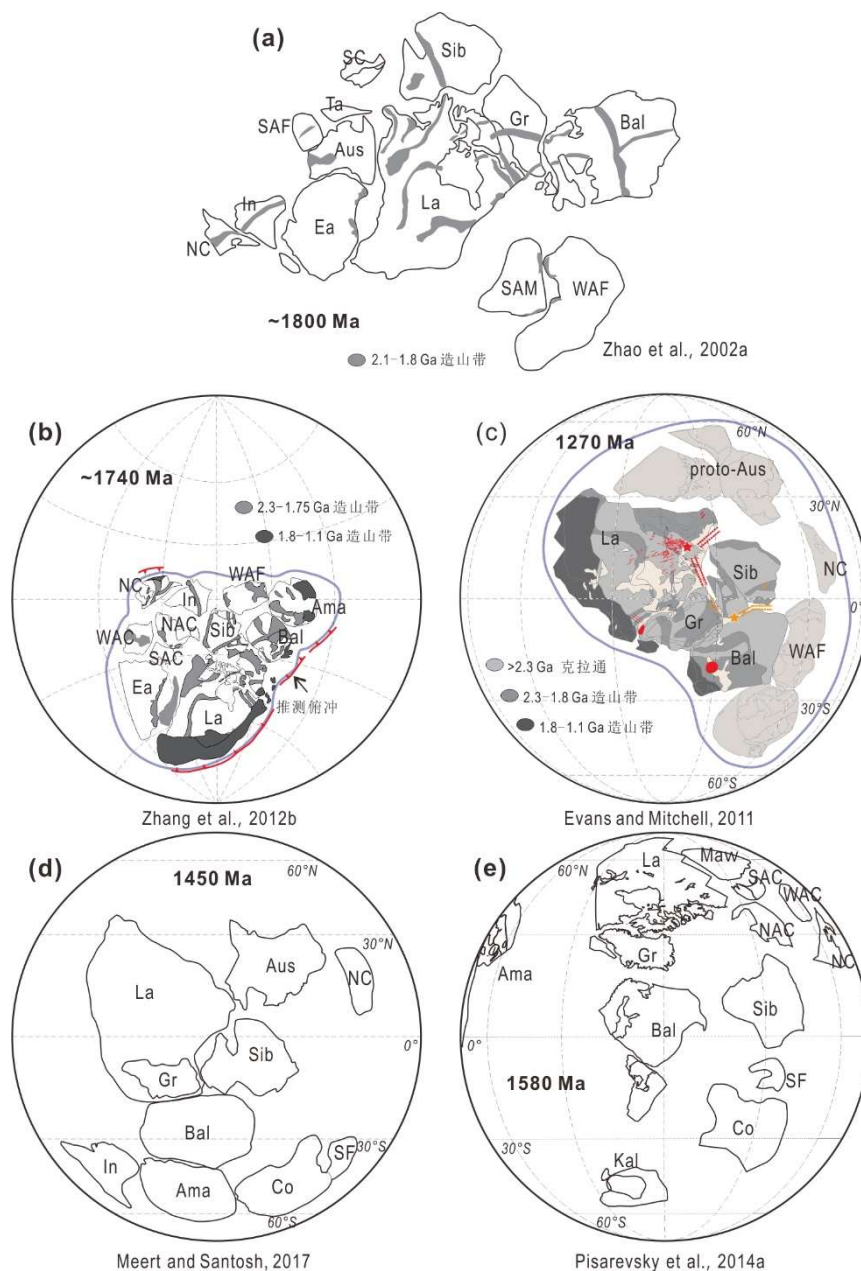 (a)
SC
Sib
Ta
SAF
Aus
Gr
Bal
La
In
Ea
NC
SAM
WAF
~1800 Ma
2.1–1.8 Ga 造山带
Zhao et al., 2002a
(b)
~1740 Ma
2.3–1.75 Ga 造山带
1.8–1.1 Ga 造山带
NC
In
WAF
Ama
WAC
NAC
Sib
Bal
SAC
Ea
La
推测俯冲
Zhang et al., 2012b
(c)
1270 Ma
60°N
proto-Aus
30°N
La
NC
Sib
0°
Gr
WAF
>2.3 Ga 克拉通
Bal
2.3–1.8 Ga 造山带
30°S
1.8–1.1 Ga 造山带
60°S
Evans and Mitchell, 2011
(d)
1450 Ma
60°N
30°N
Aus
NC
La
0°
Sib
Gr
Bal
30°S
In
SF
Ama
Co
60°S
Meert and Santosh, 2017
(e)
La
60°N
Maw
SAC
WAC
30°N
NAC
NC
Gr
Ama
Sib
Bal
0°
1580 Ma
SF
Co
30°S
Kal
60°S
Pisarevsky et al., 2014a